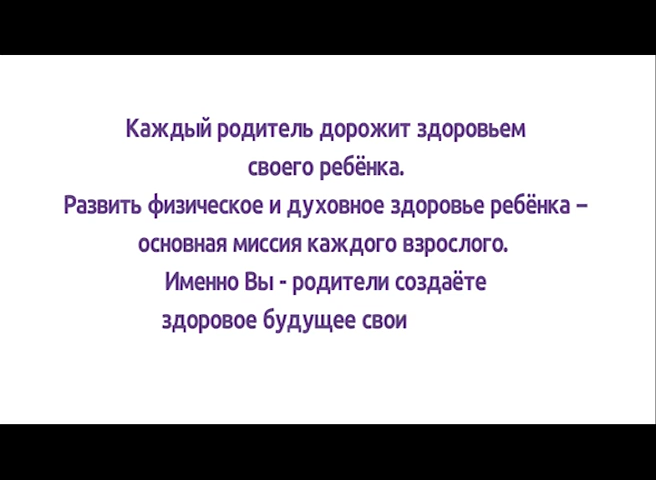 Каждый родитель дорожит здоровьем
своего ребёнка.
Развить физическое и духовное здоровье ребёнка –
основная миссия каждого взрослого.
Именно Вы - родители создаёте
здоровое будущее свои